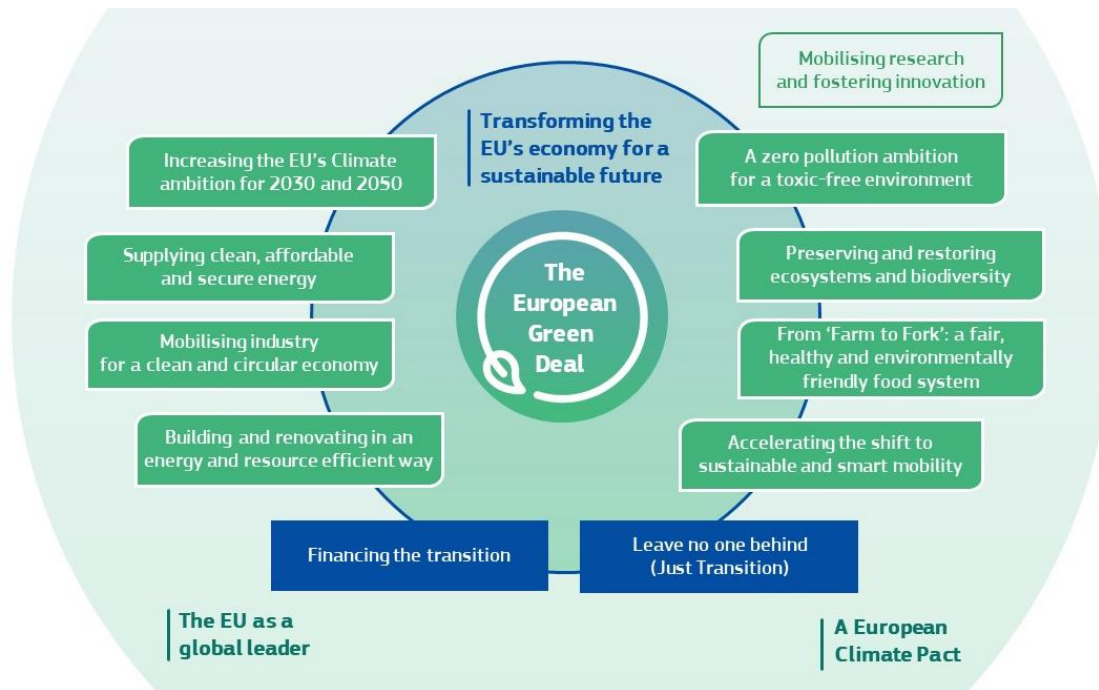 Mobilising research
and fostering innovation
Transforming the
EU's economy for a
sustainable future
Increasing the EU's Climate
ambition for 2030 and 2050
A zero pollution ambition
for a toxic-free environment
Supplying clean, affordable
and secure energy
Preserving and restoring
ecosystems and biodiversity
The
European
Green
Deal
Mobilising industry
for a clean and circular economy
From ‘Farm to Fork’: a fair,
healthy and environmentally
friendly food system
Building and renovating in an
energy and resource efficient way
Accelerating the shift to
sustainable and smart mobility
Financing the transition
Leave no one behind
(Just Transition)
The EU as a
global leader
A European
Climate Pact